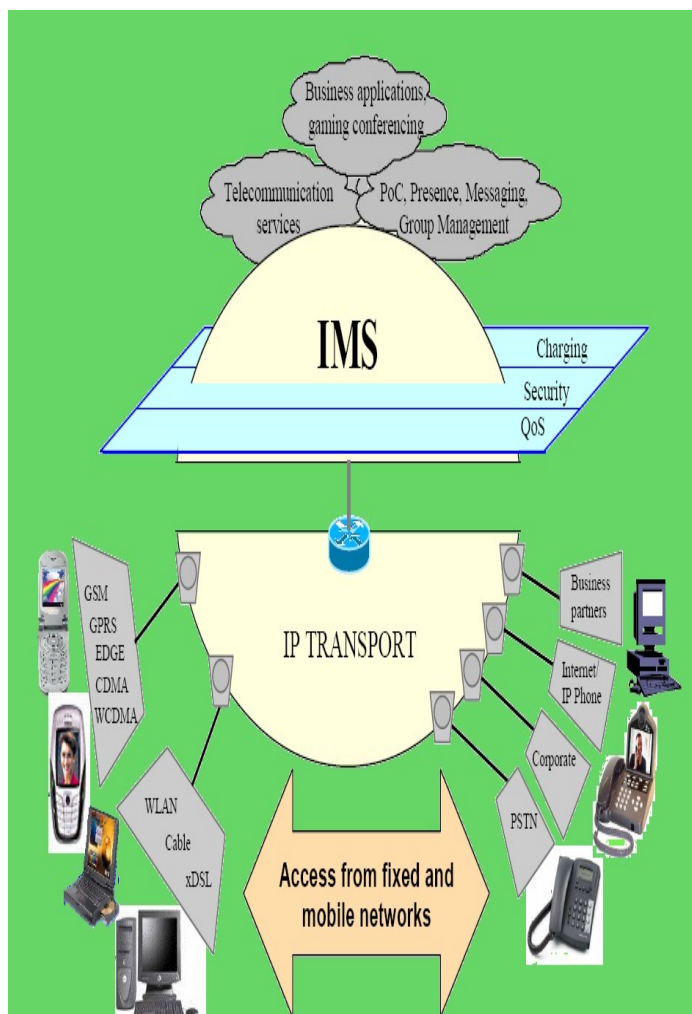 Business applications,
gaming conferencing
Telecommunication
services
PoC, Presence, Messaging,
Group Management
IMS
Charging
Security
QoS
IP TRANSPORT
GSM
GPRS
EDGE
CDMA
WCDMA
WLAN
Cable
xDSL
Business
partners
Internet/
IP Phone
Corporate
PSTN
Access from fixed and
mobile networks